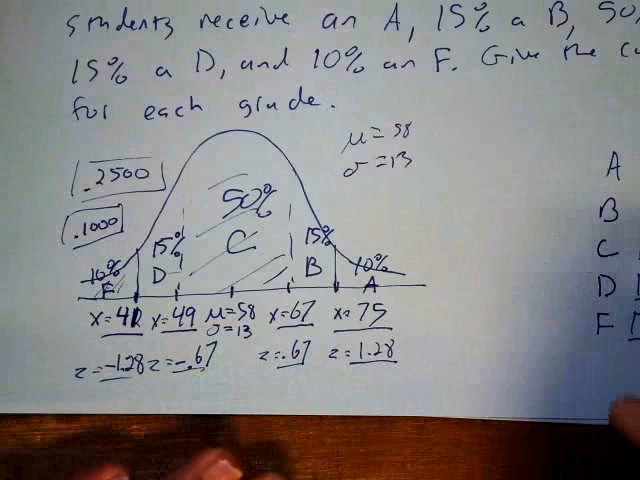 students receive an A, 15% a B, 50
15% a D, and 10% an F. Give the
for each grade.
μ=58
σ=13
.2500
.1000
50%
C
15%
D
15%
B
10%
F
10%
A
x=41 x=49 μ=58 x=67 x=75
σ=13
z=-1.28 z=-.67 z=.67 z=1.28
A
B
C
D
F